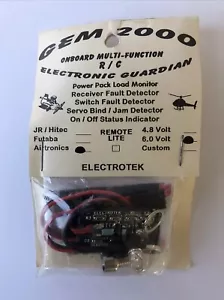 GEM 2000
ONBOARD MULTI-FUNCTION
R / C
ELECTRONIC GUARDIAN
Power Pack Load Monitor
Receiver Fault Detector
Switch Fault Detector
Servo Bind / Jam Detector
On / Off Status Indicator
JR / Hitec
Futaba
Airtronics
REMOTE
LITE
4.8 Volt
6.0 Volt
Custom
ELECTROTEK